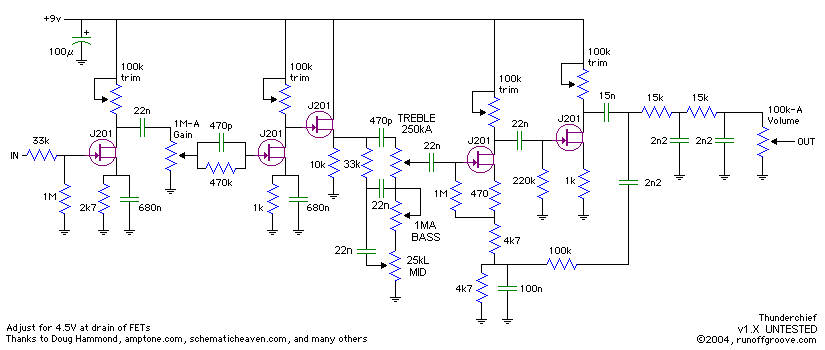 +9v
100µ
100k
trim
22n
1M-A
Gain
33k
IN
J201
1M
2k7
680n
470p
470k
100k
trim
J201
J201
1k
680n
10k
33k
470p
TREBLE
250kA
22n
22n
1MA
BASS
22n
25kL
MID
100k
trim
J201
1M
470
4k7
4k7
100n
22n
220k
100k
trim
J201
1k
15n
100k
2n2
15k
15k
2n2
2n2
100k-A
Volume
OUT
Adjust for 4.5V at drain of FETs
Thanks to Doug Hammond, amptone.com, schematicheaven.com, and many others
Thunderchief
v1.X UNTESTED
©2004, runoffgroove.com